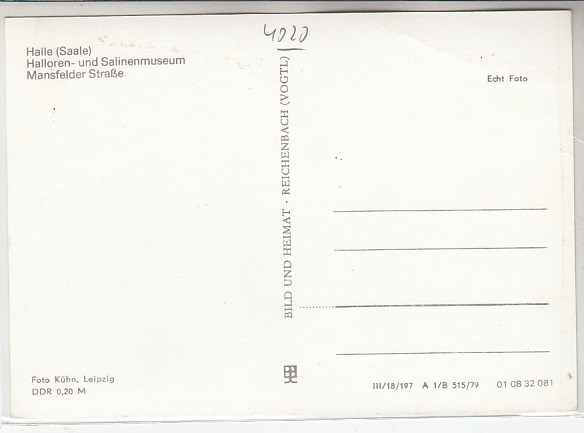 4020
Halle (Saale)
Halloren- und Salinenmuseum
Mansfelder Straße
Echt Foto
BILD UND HEIMAT · REICHENBACH (VOGTL)
Foto Kühn, Leipzig
DDR 0,20 M
III/18/197 A 1/B 515/79 01 08 32 081